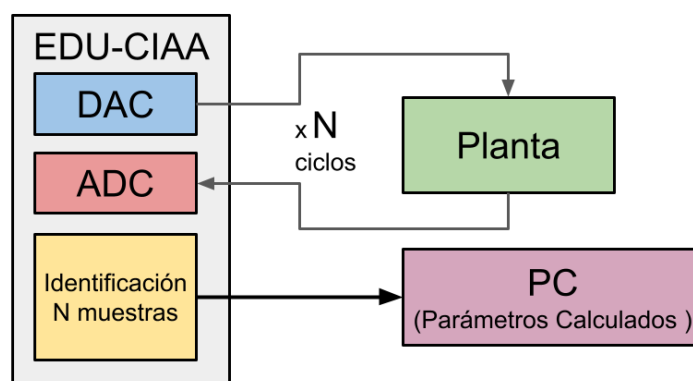 EDU-CIAA
DAC
ADC
Identificación
N muestras
x N
ciclos
Planta
PC
(Parámetros Calculados )